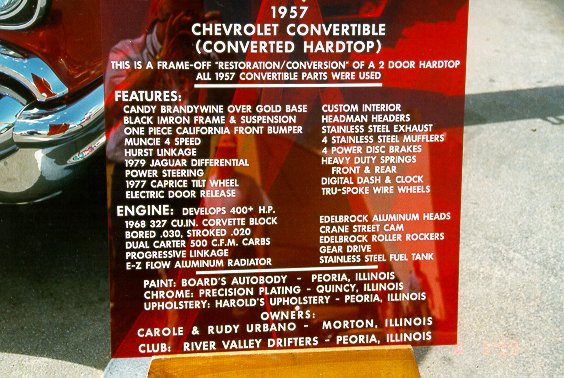 1957
CHEVROLET CONVERTIBLE
(CONVERTED HARDTOP)
THIS IS A FRAME-OFF "RESTORATION/CONVERSION" OF A 2 DOOR HARDTOP
ALL 1957 CONVERTIBLE PARTS WERE USED
FEATURES:
CANDY BRANDYWINE OVER GOLD BASE
BLACK IMRON FRAME & SUSPENSION
ONE PIECE CALIFORNIA FRONT BUMPER
MUNCIE 4 SPEED
HURST LINKAGE
1979 JAGUAR DIFFERENTIAL
POWER STEERING
1977 CAPRICE TILT WHEEL
ELECTRIC DOOR RELEASE
CUSTOM INTERIOR
HEADMAN HEADERS
STAINLESS STEEL EXHAUST
4 STAINLESS STEEL MUFFLERS
4 POWER DISC BRAKES
HEAVY DUTY SPRINGS
FRONT & REAR
DIGITAL DASH & CLOCK
TRU-SPOKE WIRE WHEELS
ENGINE: DEVELOPS 400+ H.P.
1968 327 CU.IN. CORVETTE BLOCK
BORED .030, STROKED .020
DUAL CARTER 500 C.F.M. CARBS
PROGRESSIVE LINKAGE
E-Z FLOW ALUMINUM RADIATOR
EDELBROCK ALUMINUM HEADS
CRANE STREET CAM
EDELBROCK ROLLER ROCKERS
GEAR DRIVE
STAINLESS STEEL FUEL TANK
PAINT: BOARD'S AUTOBODY - PEORIA, ILLINOIS
CHROME: PRECISION PLATING - QUINCY, ILLINOIS
UPHOLSTERY: HAROLD'S UPHOLSTERY - PEORIA, ILLINOIS
OWNERS:
CAROLE & RUDY URBANO - MORTON, ILLINOIS
CLUB: RIVER VALLEY DRIFTERS - PEORIA, ILLINOIS